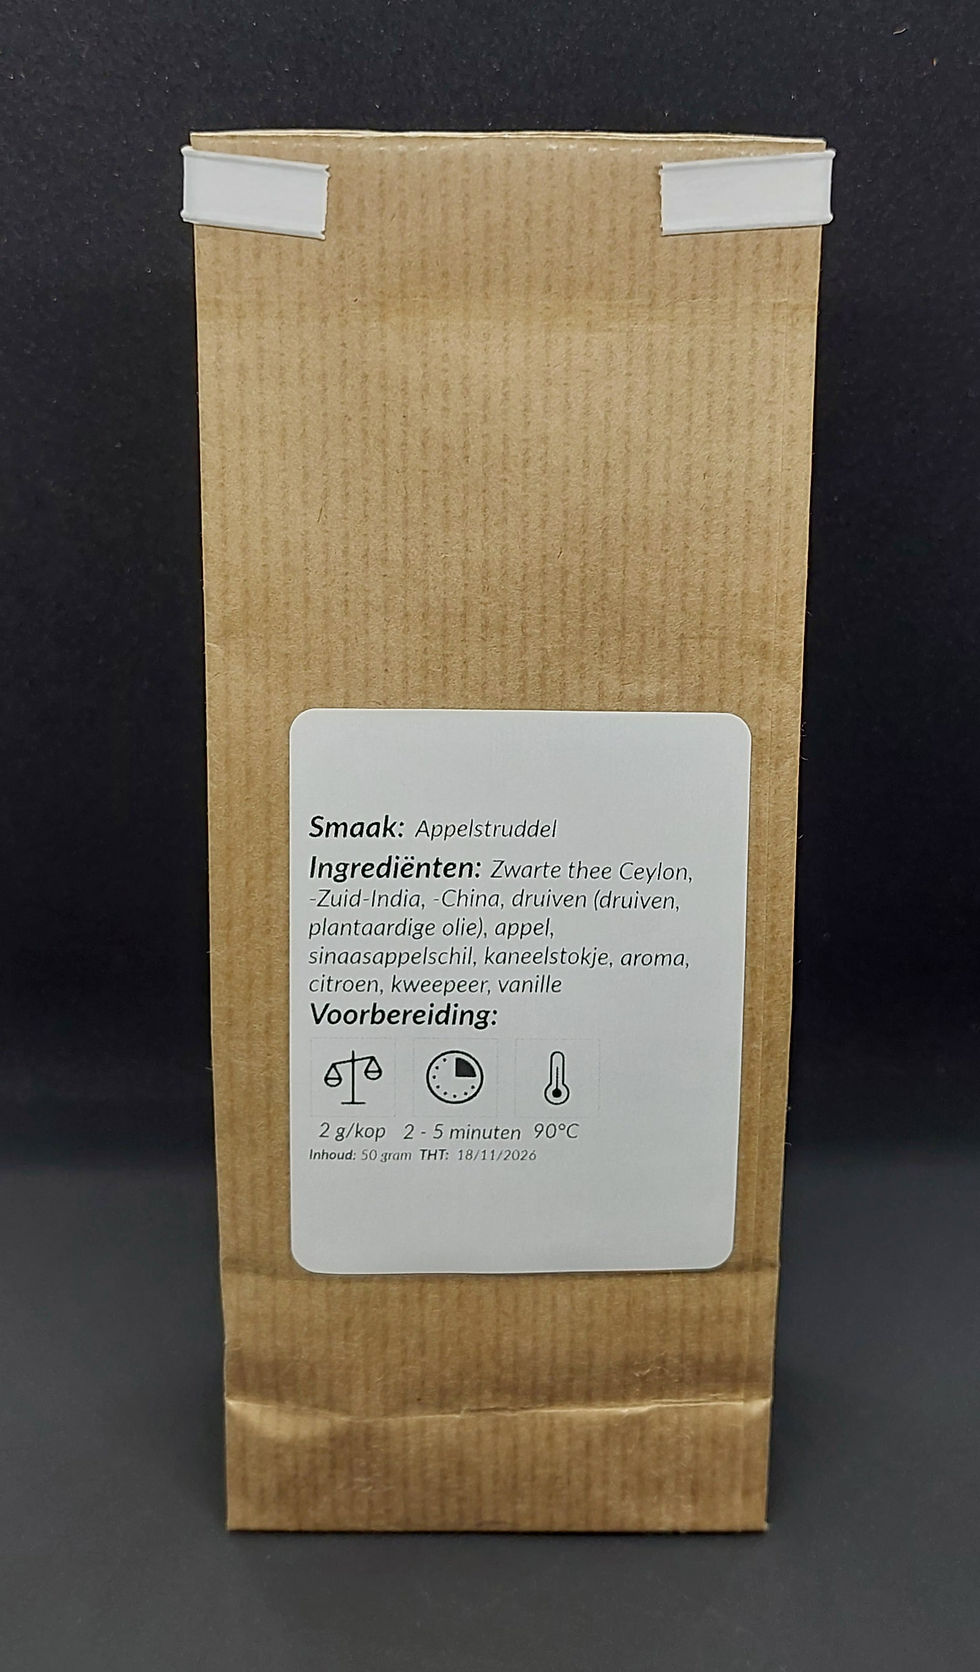 Smaak: Appelstruddel
Ingrediënten: Zwarte thee Ceylon,
-Zuid-India, -China, druiven (druiven,
plantaardige olie), appel,
sinaasappelschil, kaneelstokje, aroma,
citroen, kweepeer, vanille
Voorbereiding:
2 g/kop 2 - 5 minuten 90°C
Inhoud: 50 gram THT: 18/11/2026